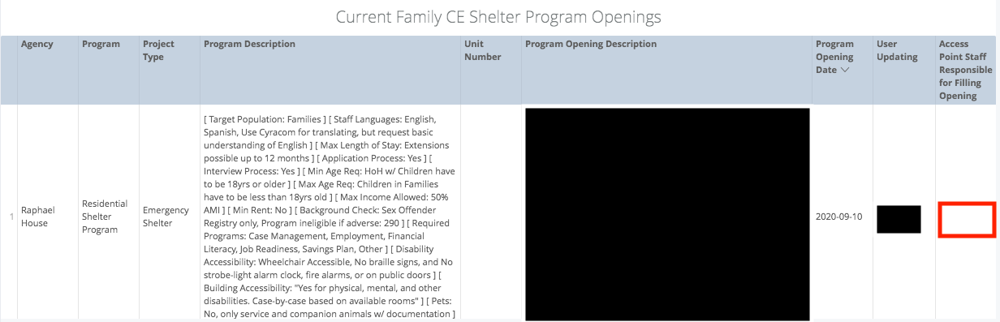 Current Family CE Shelter Program Openings
Agency
Program
Project
Type
Program Description
Unit
Number
Program Opening Description
Program
Opening
Date
User
Updating
Access
Point Staff
Responsible
for Filling
Opening
1
Raphael
House
Residential
Shelter
Program
Emergency
Shelter
[ Target Population: Families ] [ Staff Languages: English,
Spanish, Use Cyracom for translating, but request basic
understanding of English ] [ Max Length of Stay: Extensions
possible up to 12 months ] [ Application Process: Yes ] [
Interview Process: Yes ] [ Min Age Req: HoH w/ Children have
to be 18yrs or older ] [ Max Age Req: Children in Families
have to be less than 18yrs old ] [ Max Income Allowed: 50%
AMI ] [ Min Rent: No ] [ Background Check: Sex Offender
Registry only, Program ineligible if adverse: 290 ] [ Required
Programs: Case Management, Employment, Financial
Literacy, Job Readiness, Savings Plan, Other ] [ Disability
Accessibility: Wheelchair Accessible, No braille signs, and No
strobe-light alarm clock, fire alarms, or on public doors ] [
Building Accessibility: "Yes for physical, mental, and other
disabilities. Case-by-case based on available rooms" ] [ Pets:
No, only service and companion animals w/ documentation ]
2020-09-10